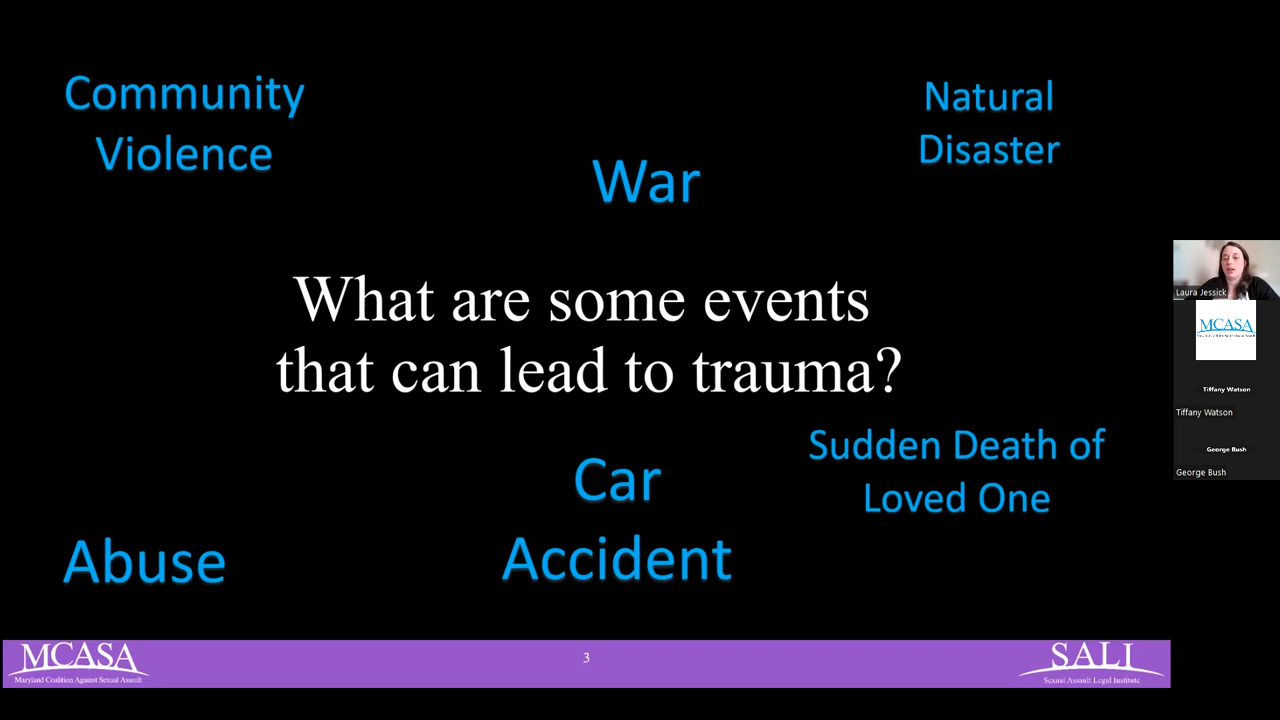 Community
Violence
Natural
Disaster
War
What are some events
that can lead to trauma?
Sudden Death of
Loved One
Car
Accident
Abuse
MCASA
Maryland Coalition Against Sexual Assault
3
SALI
Sexual Assault Legal Institute
Laura Jessick
MCASA
Tiffany Watson
Tiffany Watson
George Bush
George Bush